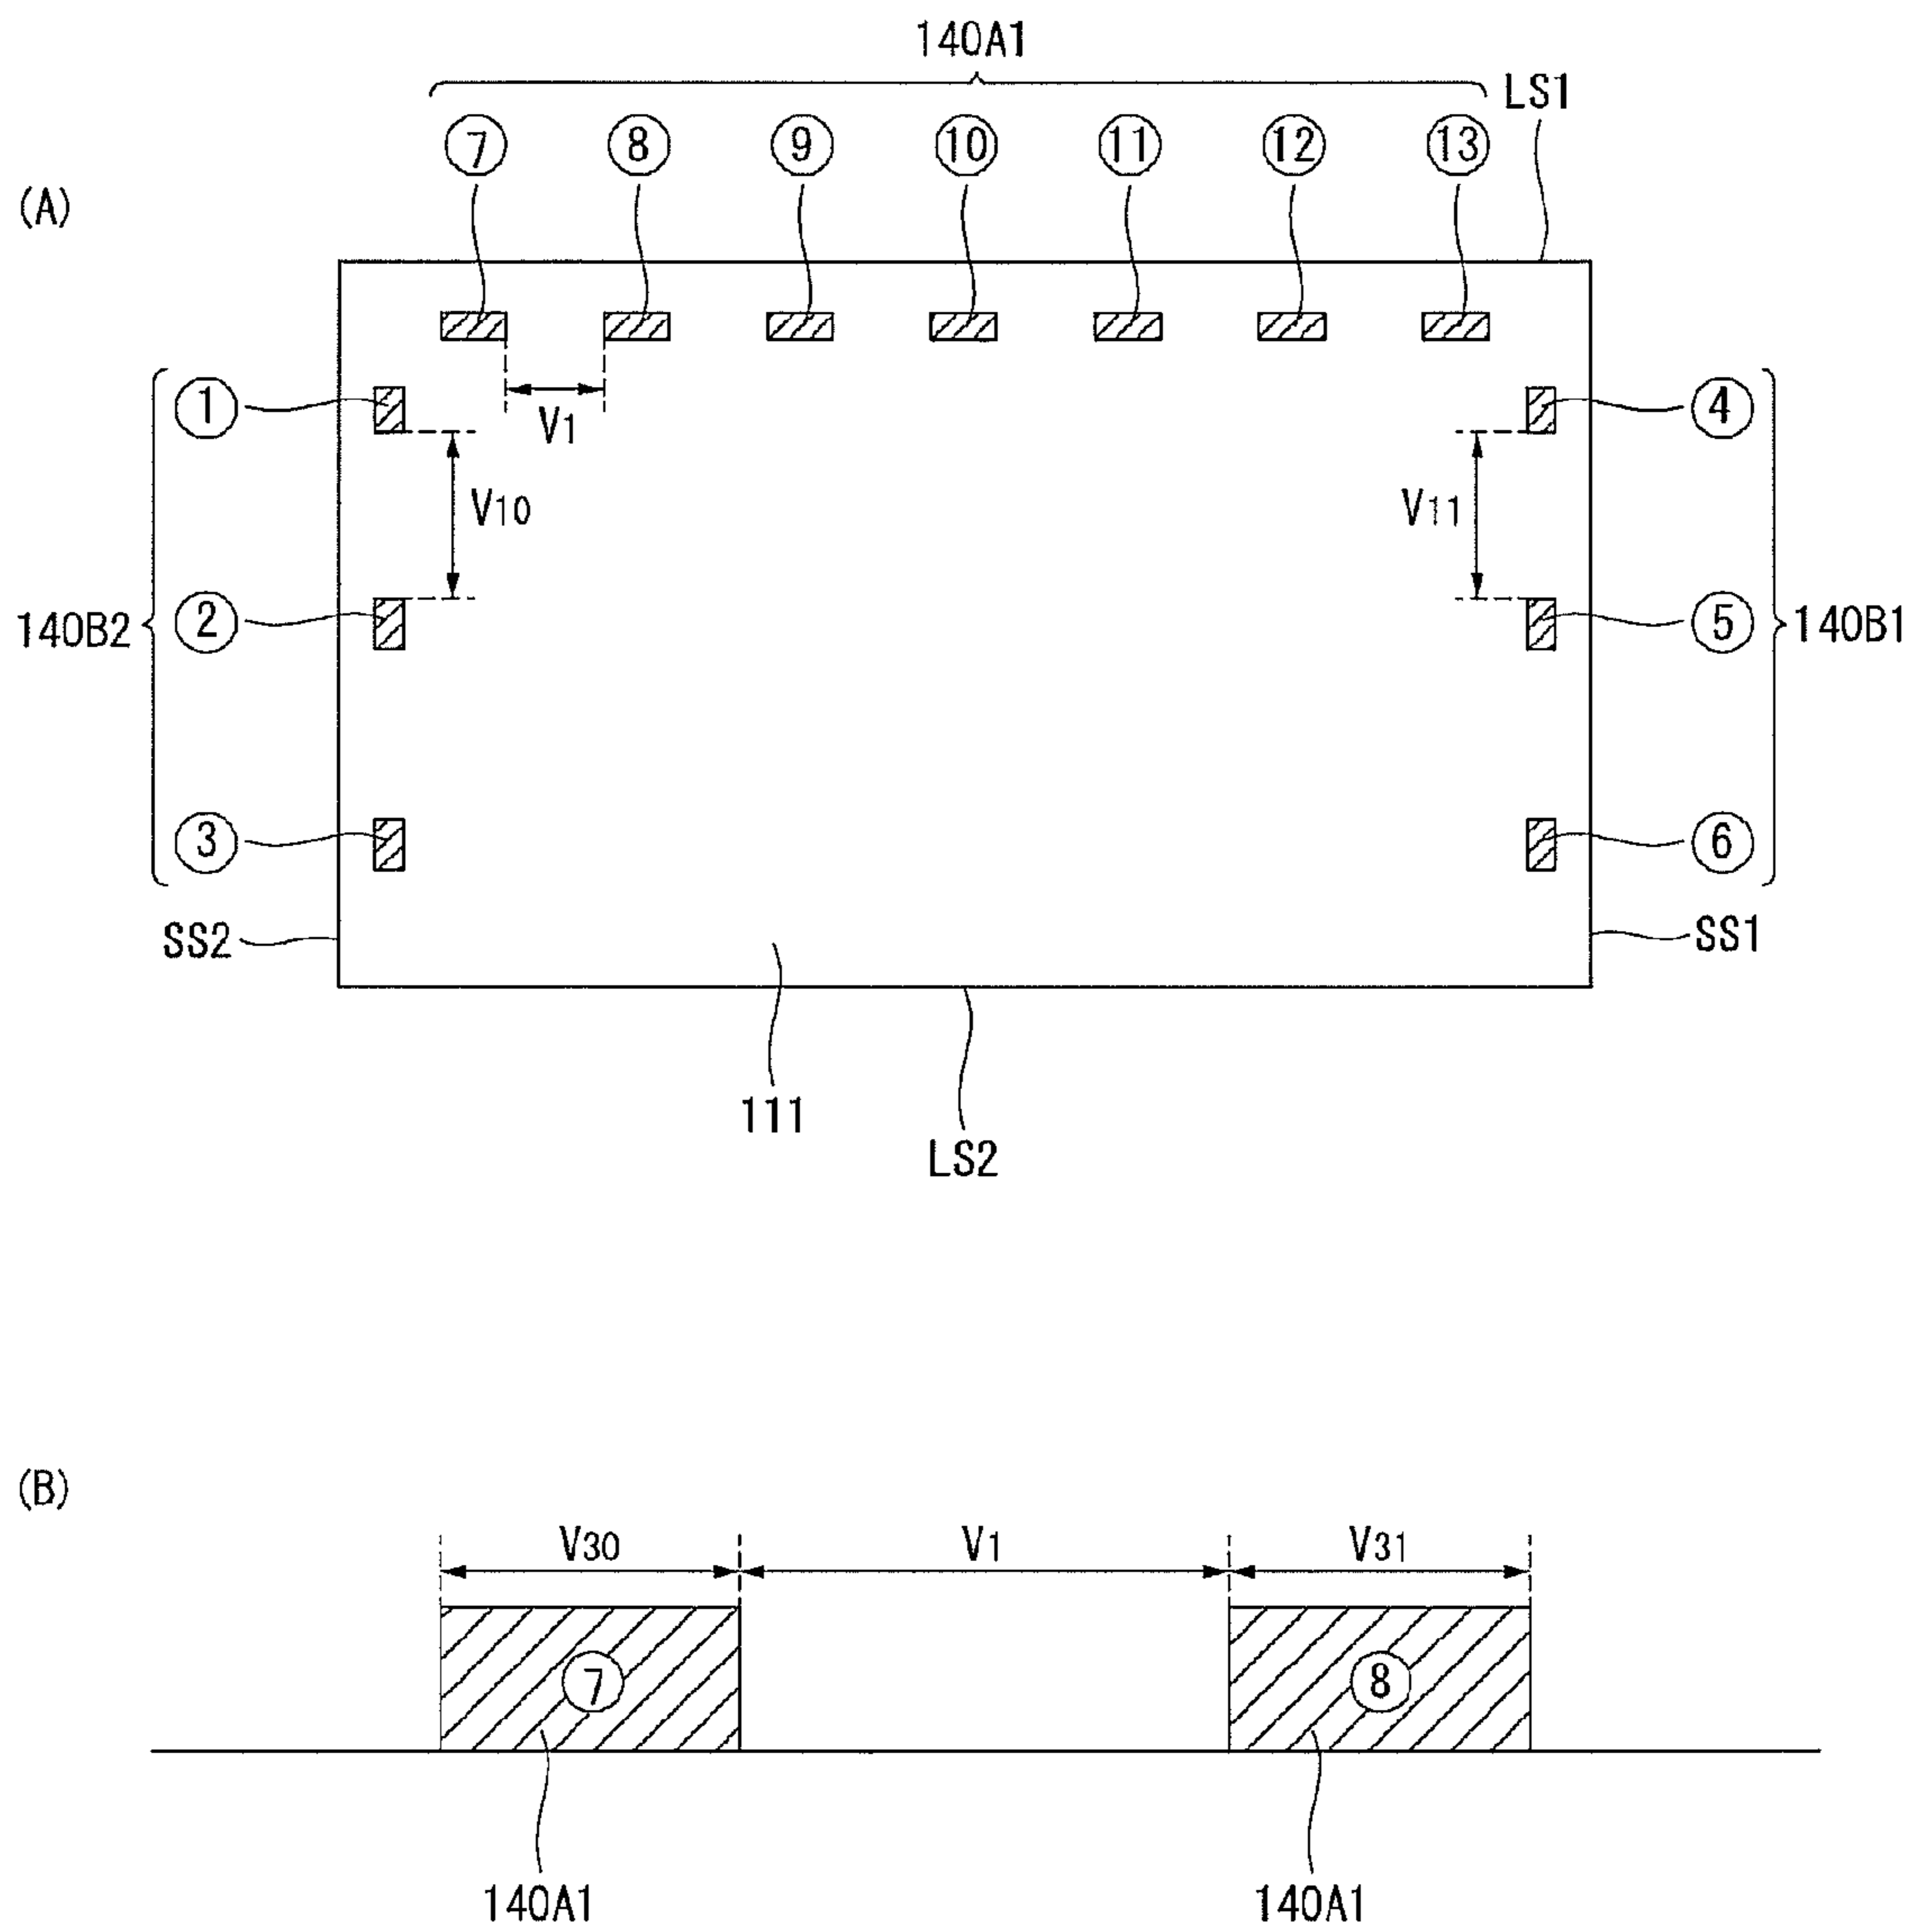 140A1
LS1
⑦ ⑧ ⑨ ⑩ ⑪ ⑫ ⑬
(A)
① V1 ④
V10 V11
140B2 ② ⑤ 140B1
③ ⑥
SS2 SS1
111
LS2
(B)
V30 V1 V31
⑦ ⑧
140A1 140A1